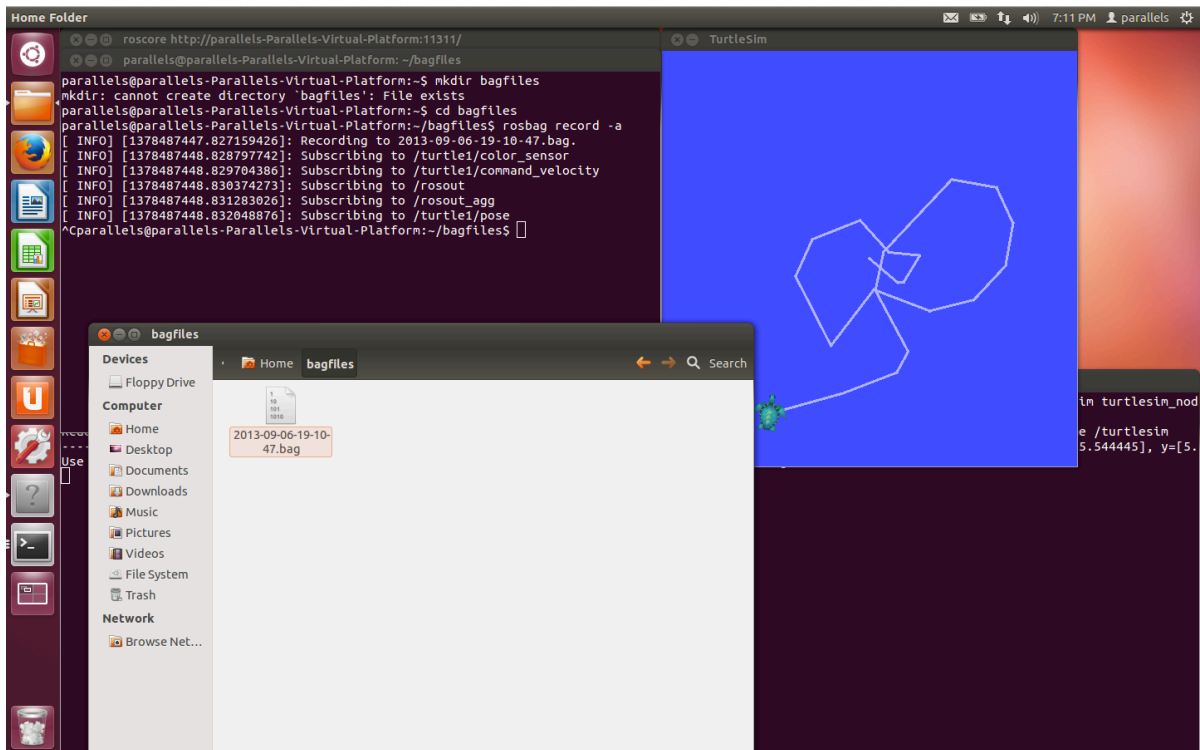 Home Folder
7:11 PM parallels
roscore http://parallels-Parallels-Virtual-Platform:11311/
parallels@parallels-Parallels-Virtual-Platform: ~/bagfiles
parallels@parallels-Parallels-Virtual-Platform:~$ mkdir bagfiles
mkdir: cannot create directory `bagfiles': File exists
parallels@parallels-Parallels-Virtual-Platform:~$ cd bagfiles
parallels@parallels-Parallels-Virtual-Platform:~/bagfiles$ rosbag record -a
[ INFO] [1378487447.827159426]: Recording to 2013-09-06-19-10-47.bag.
[ INFO] [1378487448.828797742]: Subscribing to /turtle1/color_sensor
[ INFO] [1378487448.829704386]: Subscribing to /turtle1/command_velocity
[ INFO] [1378487448.830374273]: Subscribing to /rosout
[ INFO] [1378487448.831283026]: Subscribing to /rosout_agg
[ INFO] [1378487448.832048876]: Subscribing to /turtle1/pose
^Cparallels@parallels-Parallels-Virtual-Platform:~/bagfiles$
TurtleSim
----
Use
bagfiles
Devices
Floppy Drive
Computer
Home
Desktop
Documents
Downloads
Music
Pictures
Videos
File System
Trash
Network
Browse Net...
Home bagfiles
Search
1
10
101
1010
2013-09-06-19-10-
47.bag
im turtlesim_nod
e /turtlesim
5.544445], y=[5.